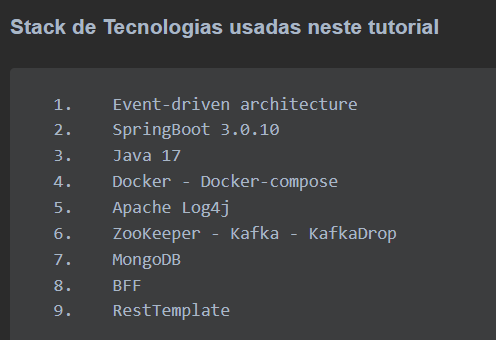 Stack de Tecnologias usadas neste tutorial
1. Event-driven architecture
2. SpringBoot 3.0.10
3. Java 17
4. Docker - Docker-compose
5. Apache Log4j
6. ZooKeeper - Kafka - KafkaDrop
7. MongoDB
8. BFF
9. RestTemplate